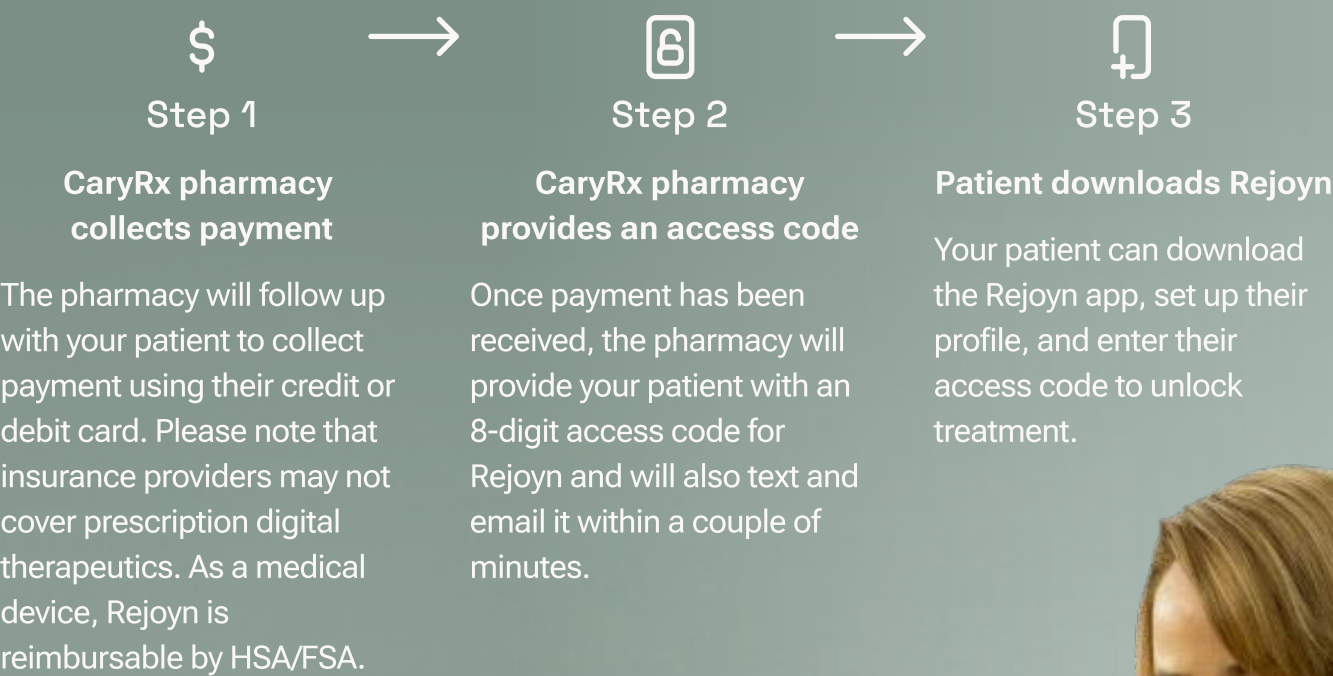 $
Step 1
CaryRx pharmacy
collects payment
The pharmacy will follow up
with your patient to collect
payment using their credit or
debit card. Please note that
insurance providers may not
cover prescription digital
therapeutics. As a medical
device, Rejoyn is
reimbursable by HSA/FSA.
Step 2
CaryRx pharmacy
provides an access code
Once payment has been
received, the pharmacy will
provide your patient with an
8-digit access code for
Rejoyn and will also text and
email it within a couple of
minutes.
Step 3
Patient downloads Rejoyn
Your patient can download
the Rejoyn app, set up their
profile, and enter their
access code to unlock
treatment.